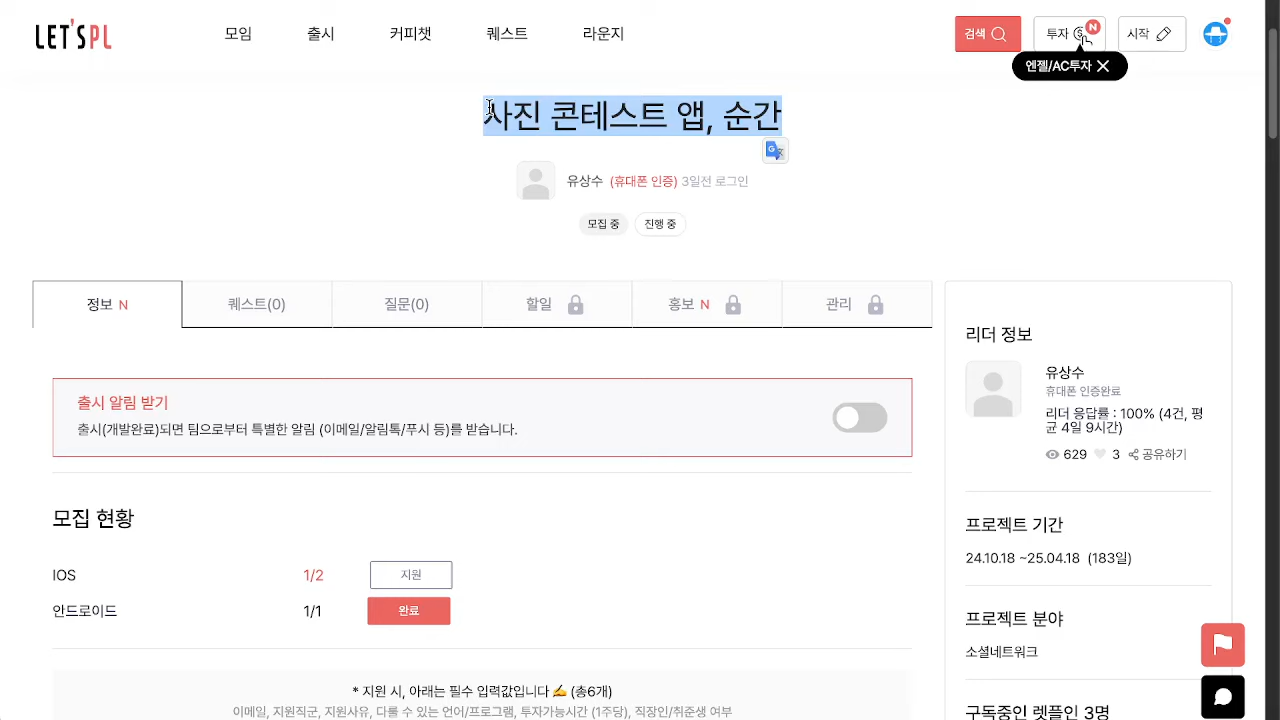 LET'SPL
모임
출시
커피챗
퀘스트
라운지
검색
투자
N
시작
엔젤/AC투자
사진 콘테스트 앱, 순간
유상수 (휴대폰 인증) 3일전 로그인
모집 중
진행 중
정보 N
퀘스트(0)
질문(0)
할일
홍보 N
관리
출시 알림 받기
출시(개발완료)되면 팀으로부터 특별한 알림 (이메일/알림톡/푸시 등)를 받습니다.
모집 현황
IOS 1/2 지원
안드로이드 1/1 완료
* 지원 시, 아래는 필수 입력값입니다 ✍️ (총6개)
이메일, 지원직군, 지원사유, 다룰 수 있는 언어/프로그램, 투자가능시간 (1주당), 직장인/취준생 여부
리더 정보
유상수
휴대폰 인증완료
리더 응답률 : 100% (4건, 평
균 4일 9시간)
629 3 공유하기
프로젝트 기간
24.10.18 ~25.04.18 (183일)
프로젝트 분야
소셜네트워크
구독중인 렛플인 3명